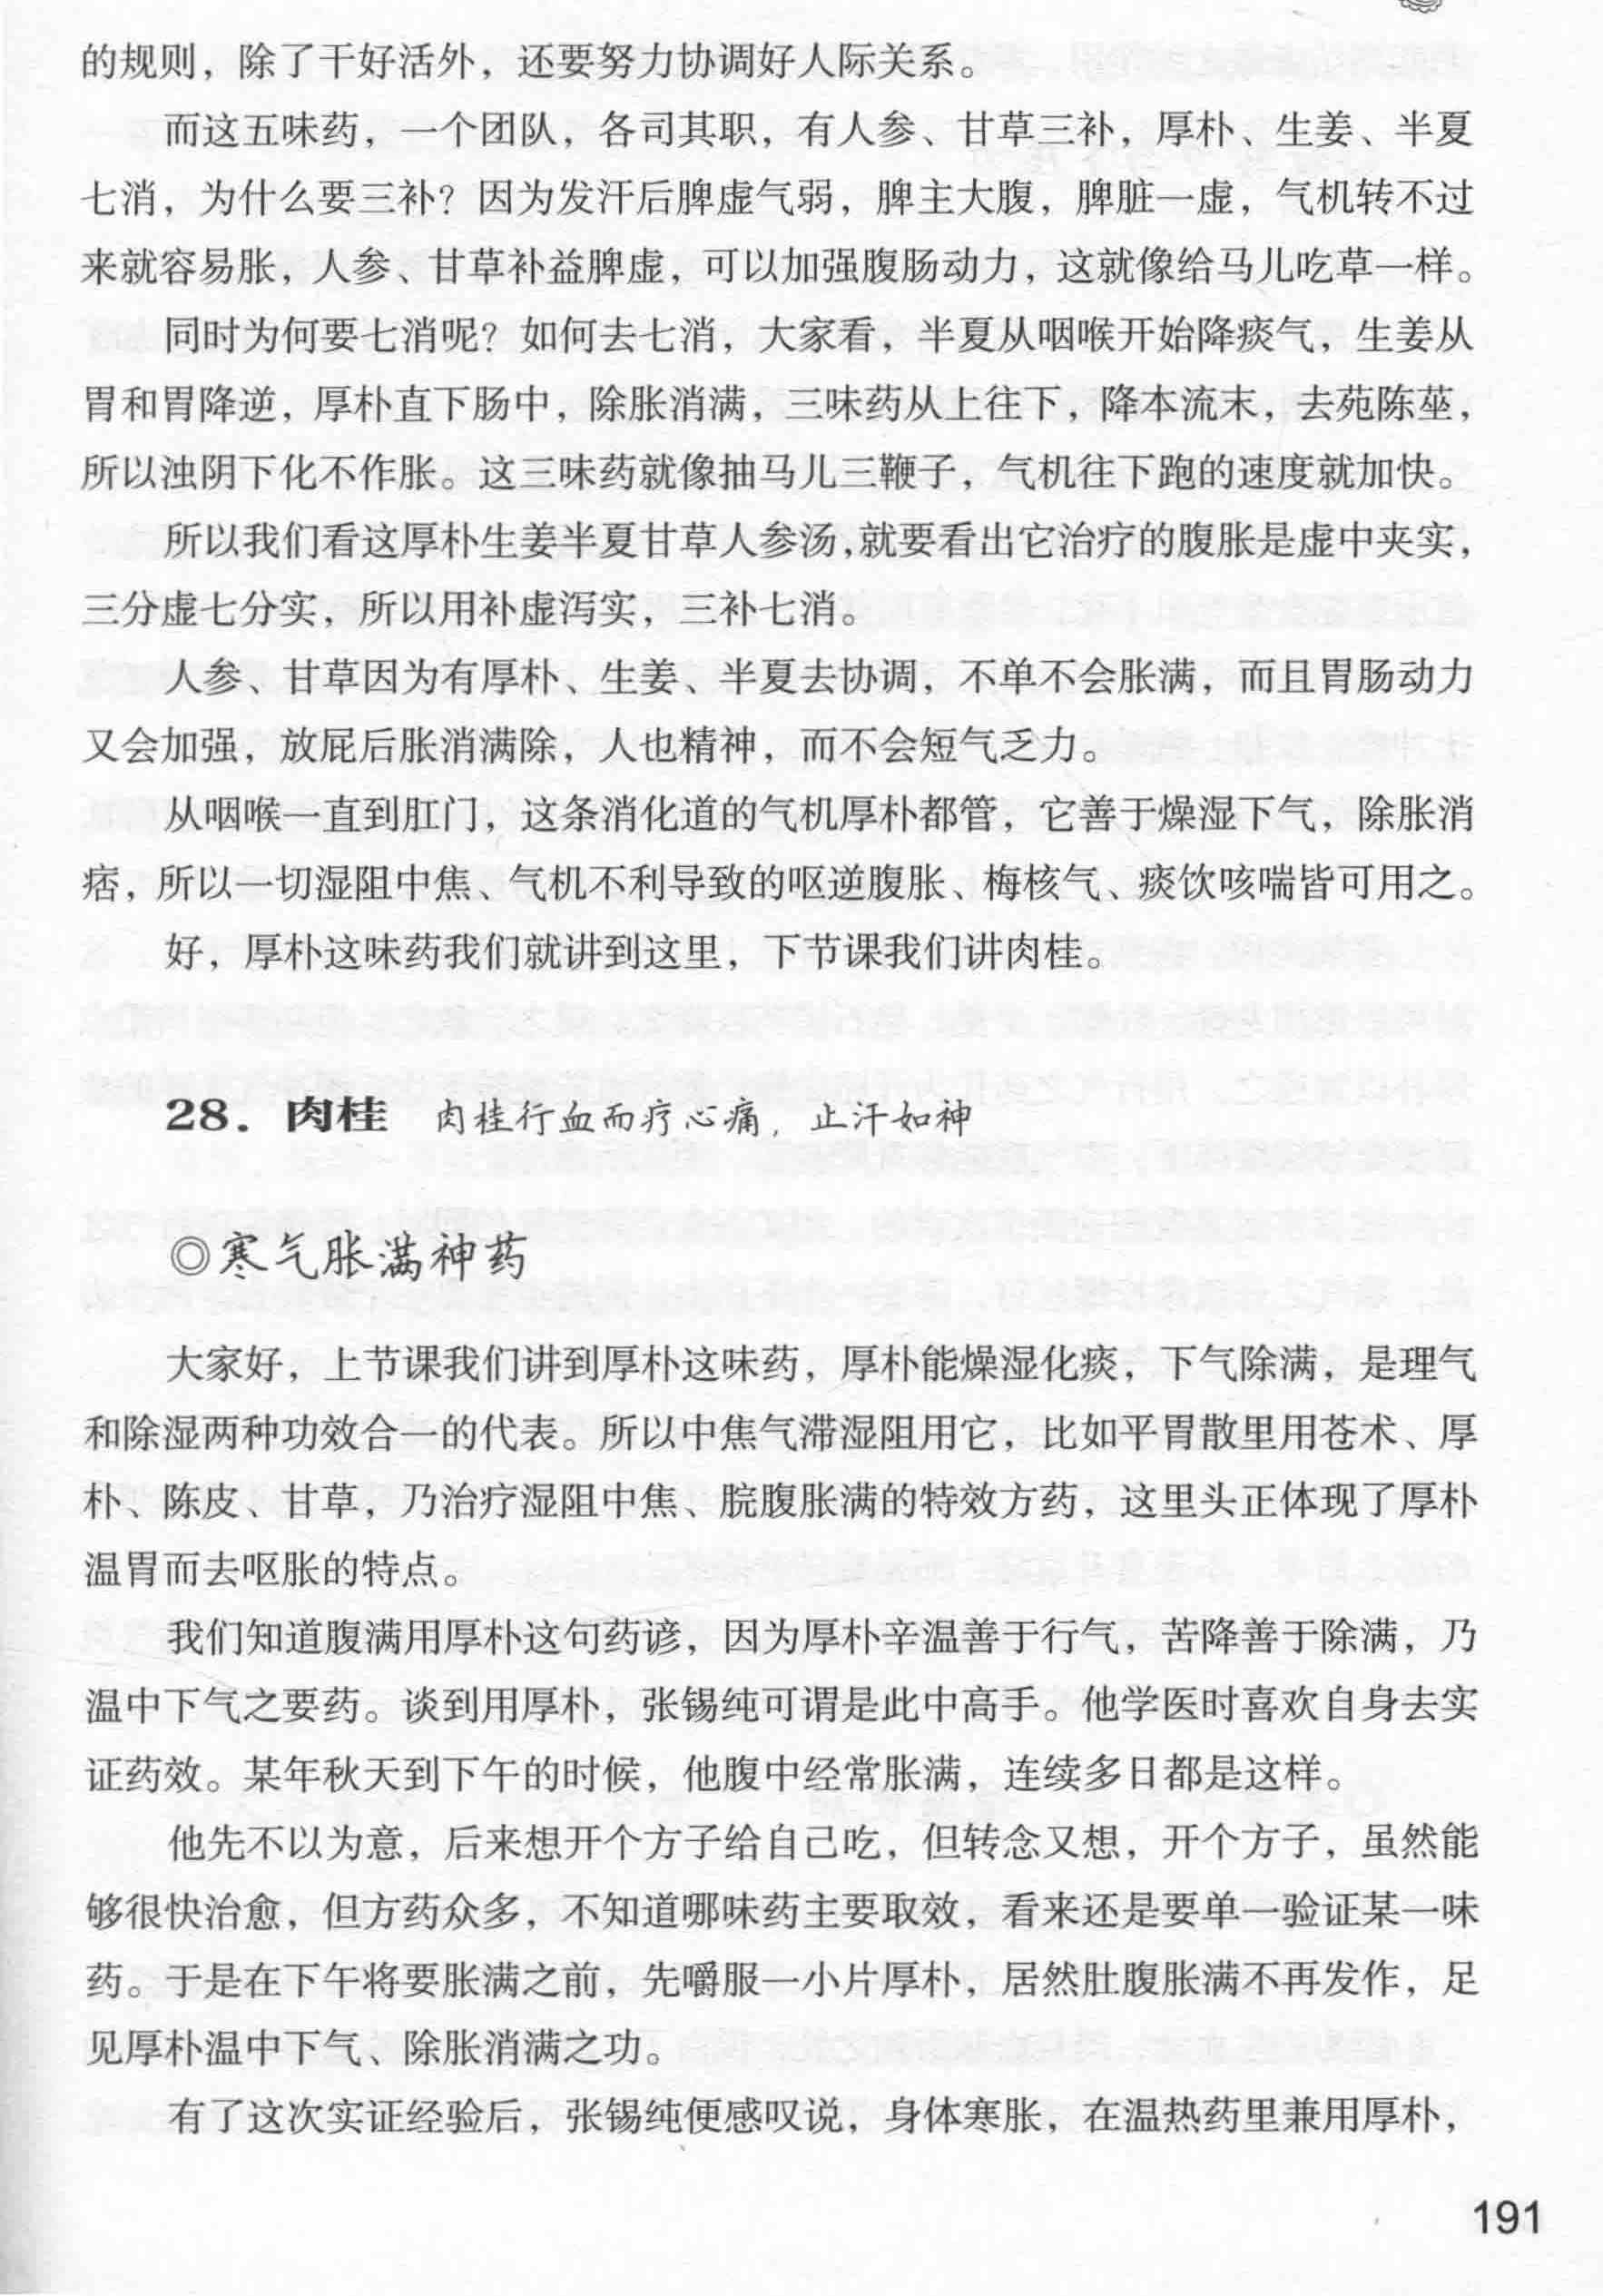 的规则，除了干好活外，还要努力协调好人际关系。
而这五味药，一个团队，各司其职，有人参、甘草三补，厚朴、生姜、半夏
七消，为什么要三补？因为发汗后脾虚气弱，脾主大腹，脾脏一虚，气机转不过
来就容易胀，人参、甘草补益脾虚，可以加强腹肠动力，这就像给马儿吃草一样。
同时为何要七消呢？如何去七消，大家看，半夏从咽喉开始降痰气，生姜从
胃和胃降逆，厚朴直下肠中，除胀消满，三味药从上往下，降本流末，去菀陈莝，
所以浊阴下化不作胀。这三味药就像抽马儿三鞭子，气机往下跑的速度就加快。
所以我们看这厚朴生姜半夏甘草人参汤，就要看出它治疗的腹胀是虚中夹实，
三分虚七分实，所以用补虚泻实，三补七消。
人参、甘草因为有厚朴、生姜、半夏去协调，不单不会胀满，而且胃肠动力
又会加强，放屁后胀消满除，人也精神，而不会短气乏力。
从咽喉一直到肛门，这条消化道的气机厚朴都管，它善于燥湿下气，除胀消
痞，所以一切湿阻中焦、气机不利导致的呕逆腹胀、梅核气、痰饮咳喘皆可用之。
好，厚朴这味药我们就讲到这里，下节课我们讲肉桂。
28．肉桂 肉桂行血而疗心痛，止汗如神
◎寒气胀满神药
大家好，上节课我们讲到厚朴这味药，厚朴能燥湿化痰，下气除满，是理气
和除湿两种功效合一的代表。所以中焦气滞湿阻用它，比如平胃散里用苍术、厚
朴、陈皮、甘草，乃治疗湿阻中焦、脘腹胀满的特效方药，这里头正体现了厚朴
温胃而去呕胀的特点。
我们知道腹满用厚朴这句药谚，因为厚朴辛温善于行气，苦降善于除满，乃
温中下气之要药。谈到用厚朴，张锡纯可谓是此中高手。他学医时喜欢自身去实
证药效。某年秋天到下午的时候，他腹中经常胀满，连续多日都是这样。
他先不以为意，后来想开个方子给自己吃，但转念又想，开个方子，虽然能
够很快治愈，但方药众多，不知道哪味药主要取效，看来还是要单一验证某一味
药。于是在下午将要胀满之前，先嚼服一小片厚朴，居然肚腹胀满不再发作，足
见厚朴温中下气、除胀消满之功。
有了这次实证经验后，张锡纯便感叹说，身体寒胀，在温热药里兼用厚朴，
191